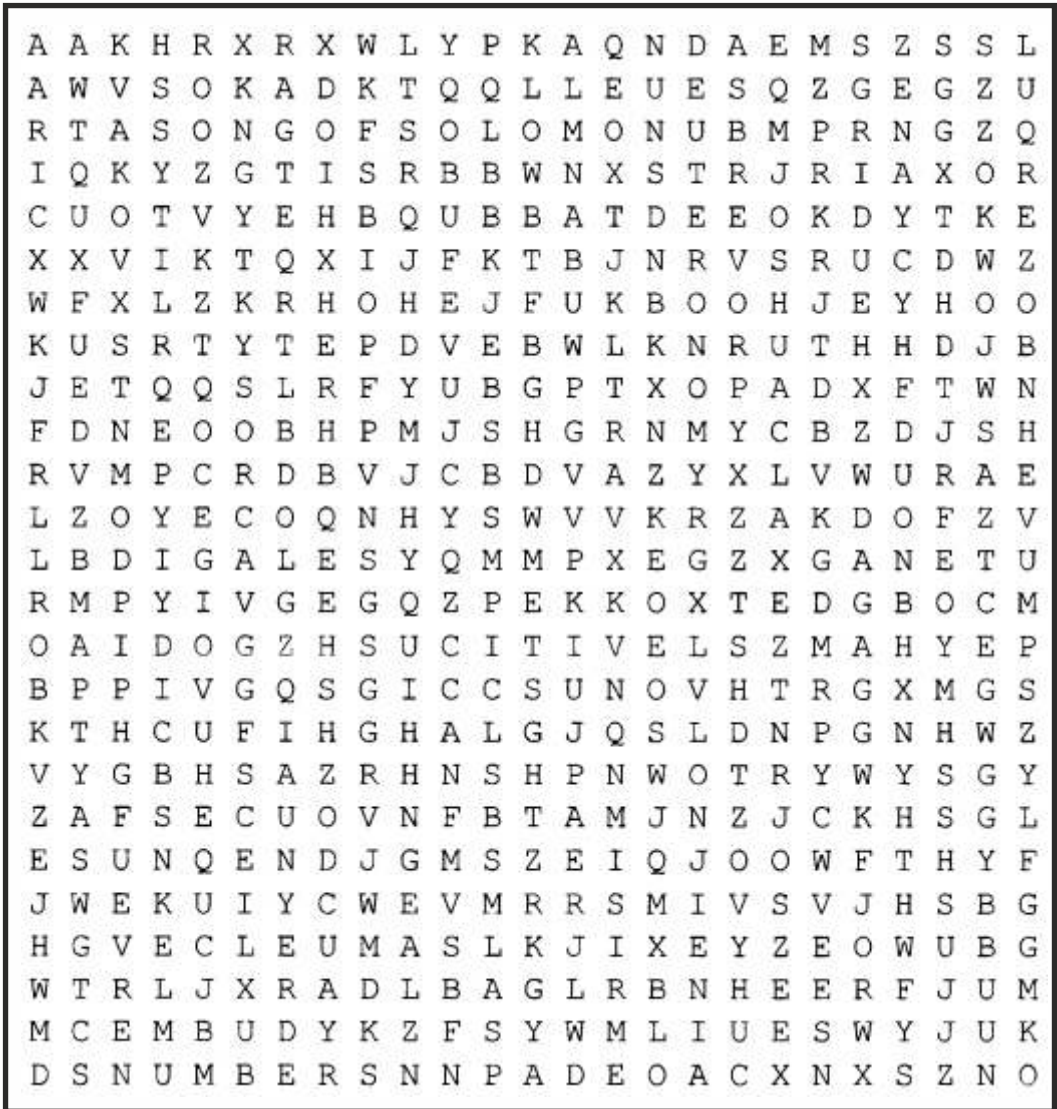 A A K H R X R X W L Y P K A Q N D A E M S Z S S L
A W V S O K A D K T Q Q L L E U E S Q Z G E G Z U
R T A S O N G O F S O L O M O N U B M P R N G Z Q
I Q K Y Z G T I S R B B W N X S T R J R I A X O R
C U O T V Y E H B Q U B B A T D E E O K D Y T K E
X X V I K T Q X I J F K T B J N R V S R U C D W Z
W F X L Z K R H O H E J F U K B O O H J E Y H O O
K U S R T Y T E P D V E B W L K N R U T H H D J B
J E T Q Q S L R F Y U B G P T X O P A D X F T W N
F D N E O O B H P M J S H G R N M Y C B Z D J S H
R V M P C R D B V J C B D V A Z Y X L V W U R A E
L Z O Y E C O Q N H Y S W V V K R Z A K D O F Z V
L B D I G A L E S Y Q M M P X E G Z X G A N E T U
R M P Y I V G E G Q Z P E K K O X T E D G B O C M
O A I D O G Z H S U C I T I V E L S Z M A H Y E P
B P P I V G Q S G I C C S U N O V H T R G X M G S
K T H C U F I H G H A L G J Q S L D N P G N H W Z
V Y G B H S A Z R H N S H P N W O T R Y W Y S G Y
Z A F S E C U O V N F B T A M J N Z J C K H S G L
E S U N Q E N D J G M S Z E I Q J O O W F T H Y F
J W E K U I Y C W E V M R R S M I V S V J H S B G
H G V E C L E U M A S L K J I X E Y Z E O W U B G
W T R L J X R A D L B A G L R B N H E E R F J U M
M C E M B U D Y K Z F S Y W M L I U E S W Y J U K
D S N U M B E R S N N P A D E O A C X N X S Z N O